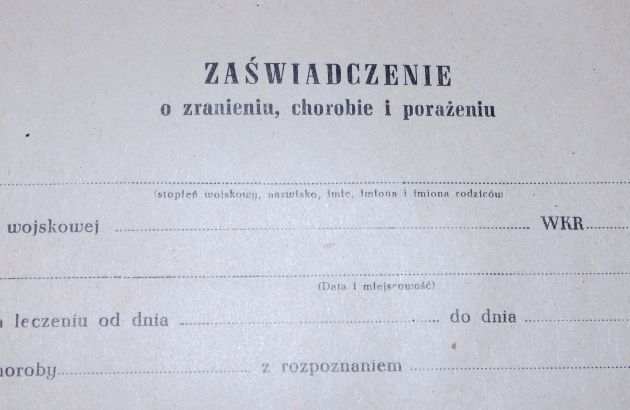 ZAŚWIADCZENIE
o zranieniu, chorobie i porażeniu
(stopień wojskowy, nazwisko, imię, imiona i imiona rodziców
wojskowej WKR
(Data i miejscowość)
leczeniu od dnia do dnia
horoby z rozpoznaniem